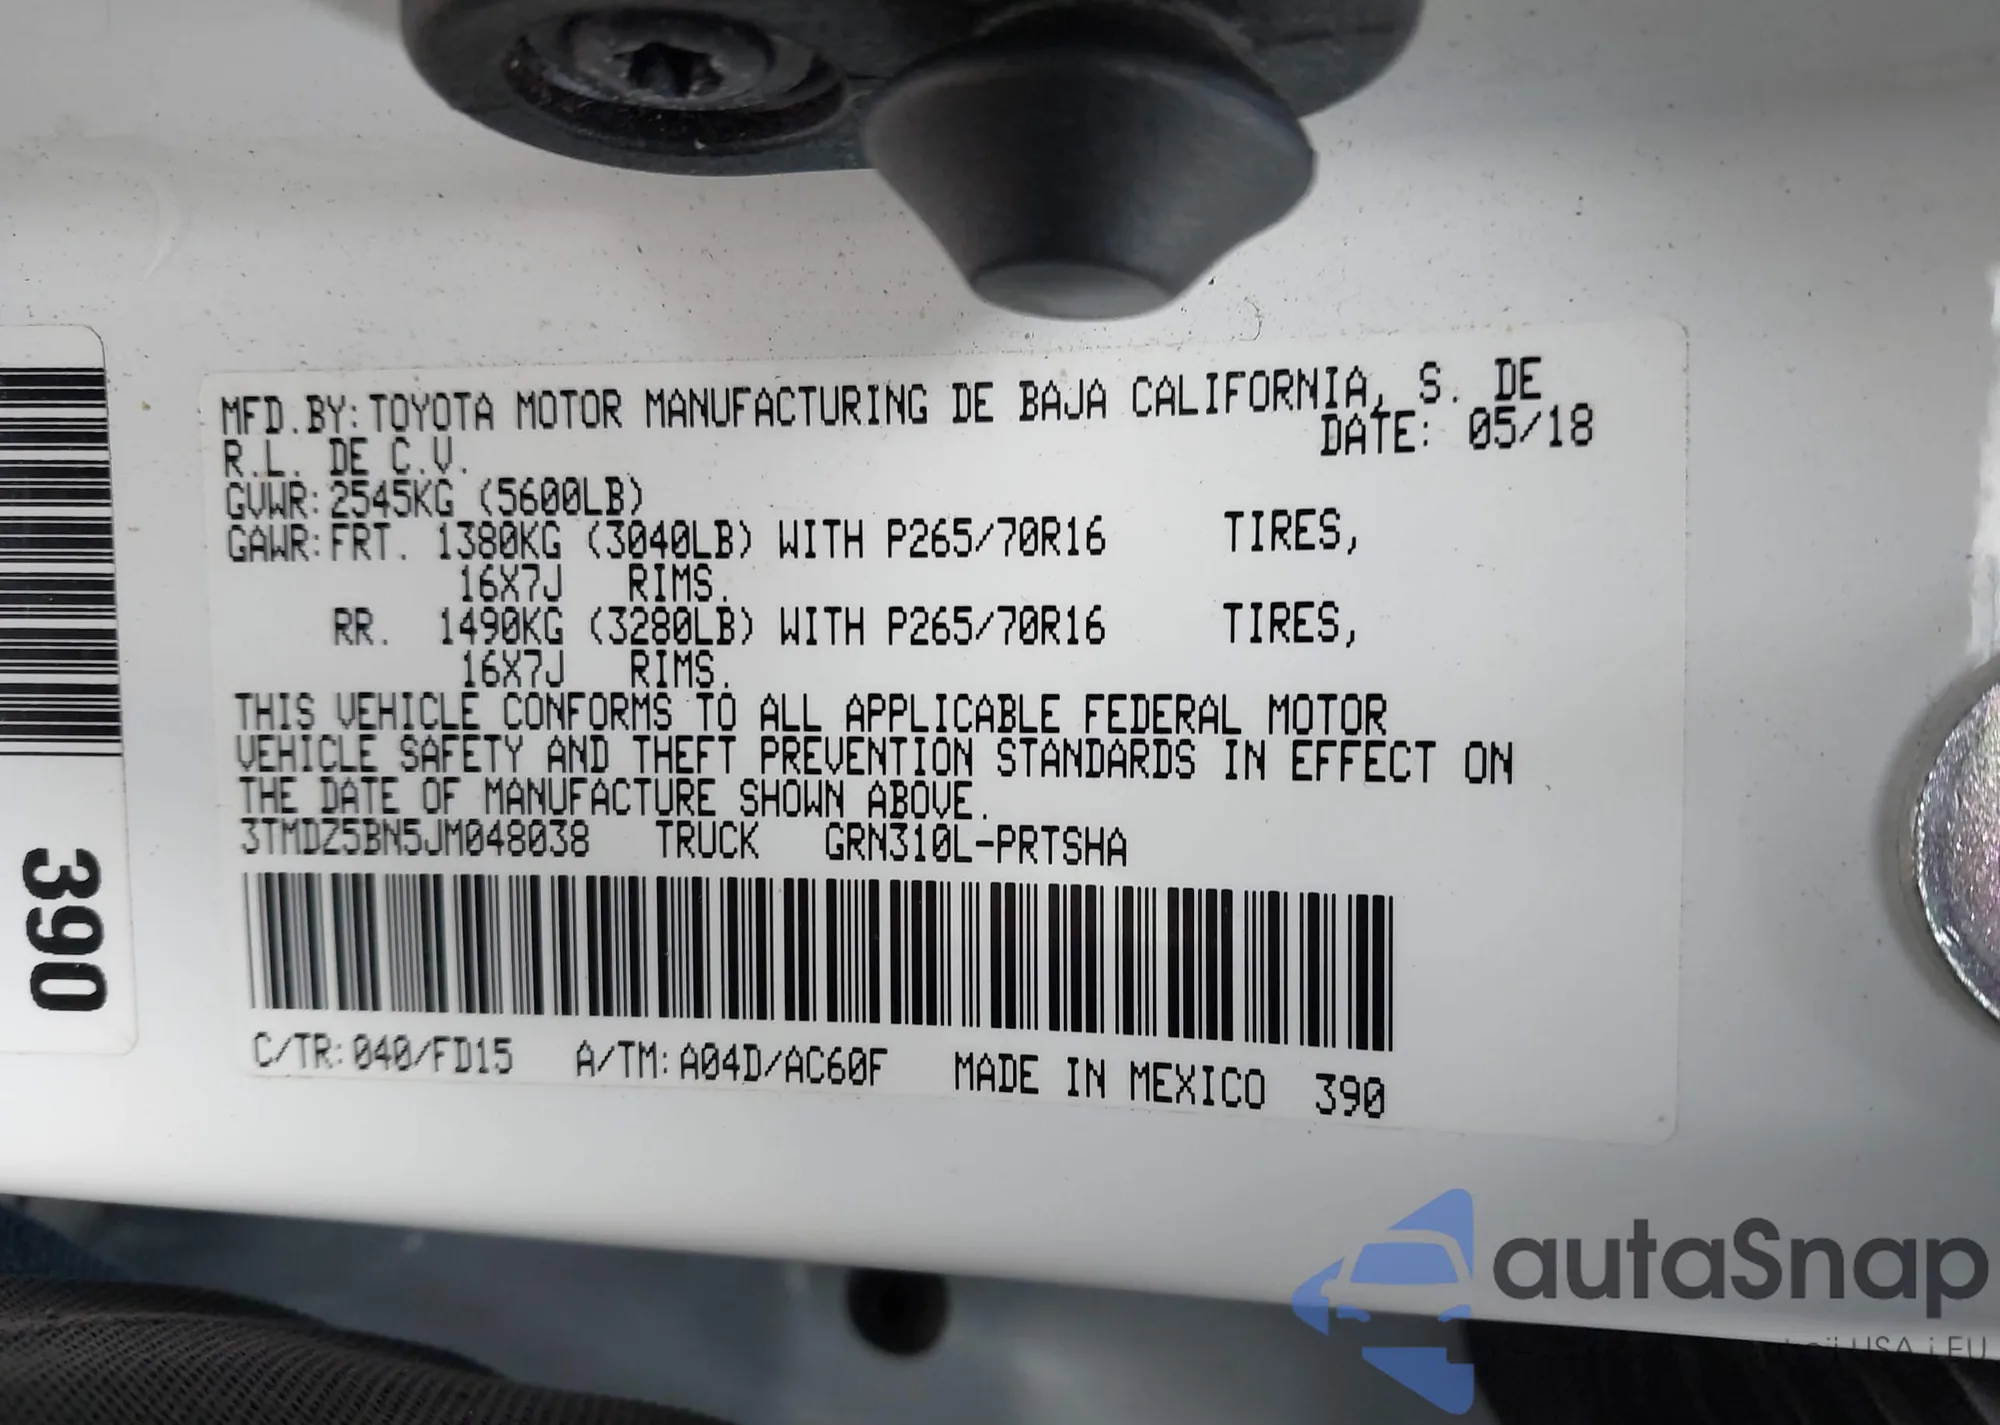 MFD.BY:TOYOTA MOTOR MANUFACTURING DE BAJA CALIFORNIA, S. DE
R.L. DE C.V. DATE: 05/18
GVWR:2545KG (5600LB)
GAWR:FRT. 1380KG (3040LB) WITH P265/70R16 TIRES,
16X7J RIMS.
RR. 1490KG (3280LB) WITH P265/70R16 TIRES,
16X7J RIMS.
THIS VEHICLE CONFORMS TO ALL APPLICABLE FEDERAL MOTOR
VEHICLE SAFETY AND THEFT PREVENTION STANDARDS IN EFFECT ON
THE DATE OF MANUFACTURE SHOWN ABOVE.
3TMDZ5BN5JM048038 TRUCK GRN310L-PRTSHA
C/TR:040/FD15 A/TM:A04D/AC60F MADE IN MEXICO 390
390
autaSnap
USA i EU